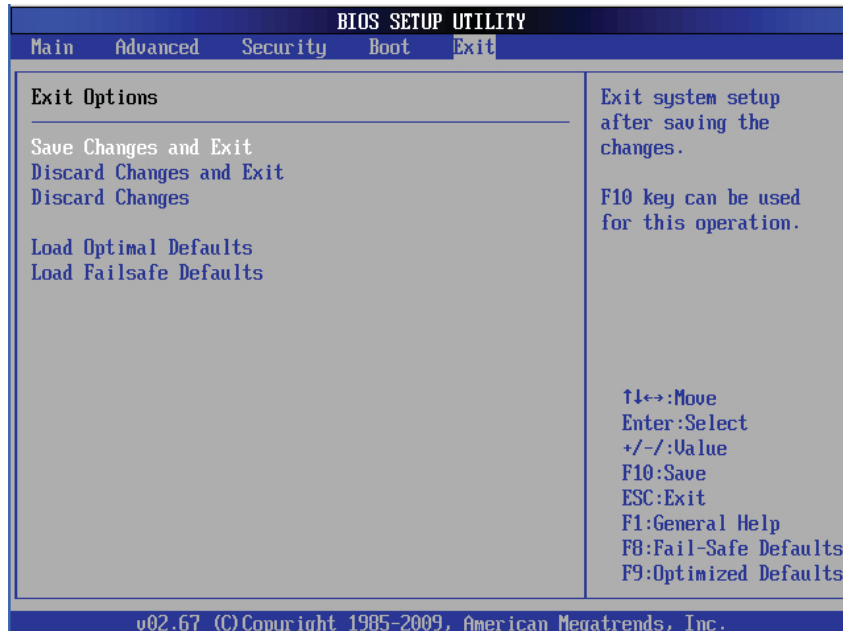 BIOS SETUP UTILITY
Main Advanced Security Boot Exit
Exit Options
Save Changes and Exit
Discard Changes and Exit
Discard Changes
Load Optimal Defaults
Load Failsafe Defaults
Exit system setup
after saving the
changes.
F10 key can be used
for this operation.
↑↓←→:Move
Enter:Select
+/-/:Value
F10:Save
ESC:Exit
F1:General Help
F8:Fail-Safe Defaults
F9:Optimized Defaults
v02.67 (C)Copyright 1985-2009, American Megatrends, Inc.